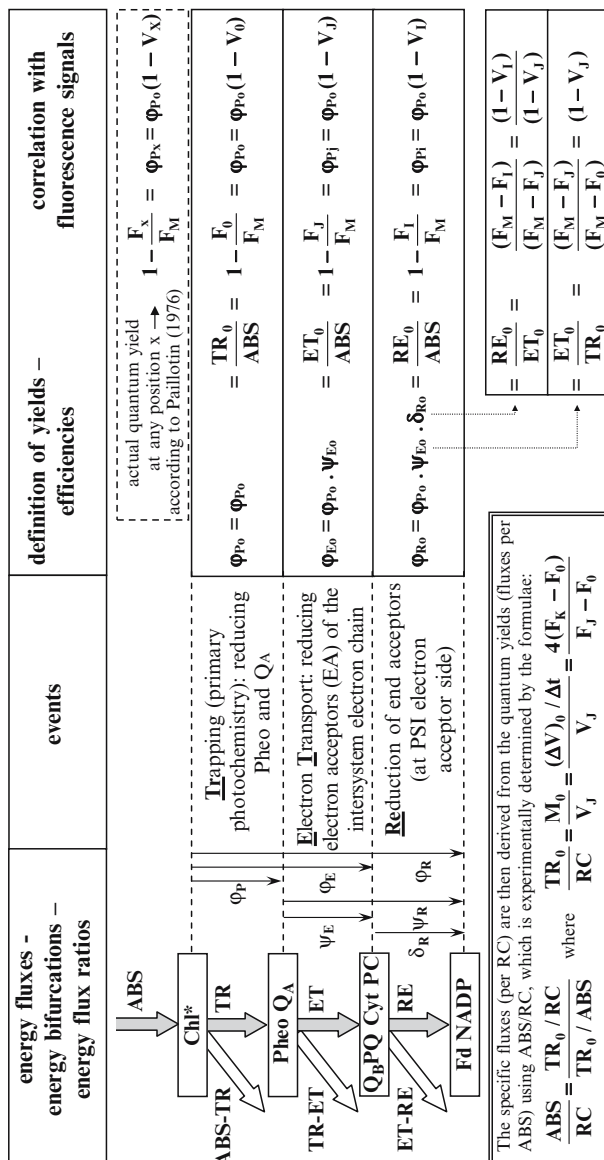 energy fluxes -
energy bifurcations –
energy flux ratios
events
definition of yields –
efficiencies
correlation with
fluorescence signals
ABS
Chl*
TR
ABS-TR
Pheo QA
ET
TR-ET
QB PQ Cyt PC
RE
ET-RE
Fd NADP
φP
φE
φR
ψE
ψR
δR
Trapping (primary
photochemistry): reducing
Pheo and QA
Electron Transport: reducing
electron acceptors (EA) of the
intersystem electron chain
Reduction of end acceptors
(at PSI electron
acceptor side)
actual quantum yield
at any position x →
according to Paillotin (1976)
1 − Fx / FM = φPx = φPo (1 − VX)
φPo = φPo = TR0 / ABS = 1 − F0 / FM = φPo = φPo (1 − V0)
φEo = φPo . ψEo = ET0 / ABS = 1 − FJ / FM = φPj = φPo (1 − VJ)
φRo = φPo . ψEo . δRo = RE0 / ABS = 1 − FI / FM = φPi = φPo (1 − VI)
= RE0 / ET0 = (FM − FI) / (FM − FJ) = (1 − VI) / (1 − VJ)
= ET0 / TR0 = (FM − FJ) / (FM − F0) = (1 − VJ)
The specific fluxes (per RC) are then derived from the quantum yields (fluxes per
ABS) using ABS/RC, which is experimentally determined by the formulae:
ABS / RC = TR0 / RC / TR0 / ABS where TR0 / RC = M0 / VJ = (ΔV)0 / Δt / VJ = 4(FK − F0) / FJ − F0